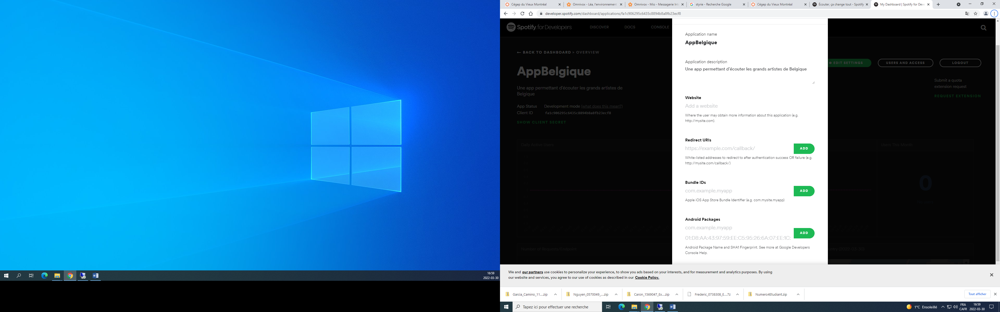 16:59
2022-03-30
Cégep du Vieux Montréal
Omnivox - Léa, l'environnement
Omnivox - Mio - Messagerie Int
styrie - Recherche Google
Cégep du Vieux Montréal
Écouter, ça change tout - Spotify
My Dashboard | Spotify for Deve
developer.spotify.com/dashboard/applications/fa1c906295c6435c8894b8a8fb23ecf8
Spotify for Developers
DISCOVER
DOCS
CONSOLE
← BACK TO DASHBOARD > OVERVIEW
EDIT SETTINGS
USERS AND ACCESS
LOGOUT
AppBelgique
Une app permettant d'écouter les grands artistes de
Belgique
App Status Development mode (what does this mean?)
Client ID fa1c906295c6435c8894b8a8fb23ecf8
SHOW CLIENT SECRET
Submit a quota
extension request
REQUEST EXTENSION
Daily Active Users
Users This Month
0
Number of Requests/Endpoint
untry (2022-03-30)
Application name
AppBelgique
Application description
Une app permettant d'écouter les grands artistes de Belgique
Website
Add a website
Where the user may obtain more information about this application (e.g.
http://mysite.com).
Redirect URIs
https://example.com/callback/
ADD
White-listed addresses to redirect to after authentication success OR failure (e.g.
http://mysite.com/callback/)
Bundle IDs
com.example.myapp
ADD
Apple iOS App Store Bundle Identifier (e.g. com.mysite.myapp)
Android Packages
com.example.myapp
01:D8:AA:43:97:59:EE:C5:95:26:6A:07:EE:1C:
ADD
Android Package Name and SHA1 Fingerprint. See more at Google Developers
Console Help.
We and our partners use cookies to personalize your experience, to show you ads based on your interests, and for measurement and analytics purposes. By using
our website and services, you agree to our use of cookies as described in our Cookie Policy.
Garcia_Camino_11....zip
Nguyen_0570049_....zip
Caron_1569047_Ex....zip
Frederic_0738308_E....7z
Numero4Etudiant.zip
Tout afficher
Tapez ici pour effectuer une recherche
1°C Ensoleillé
FRA
CAFR
16:59
2022-03-30